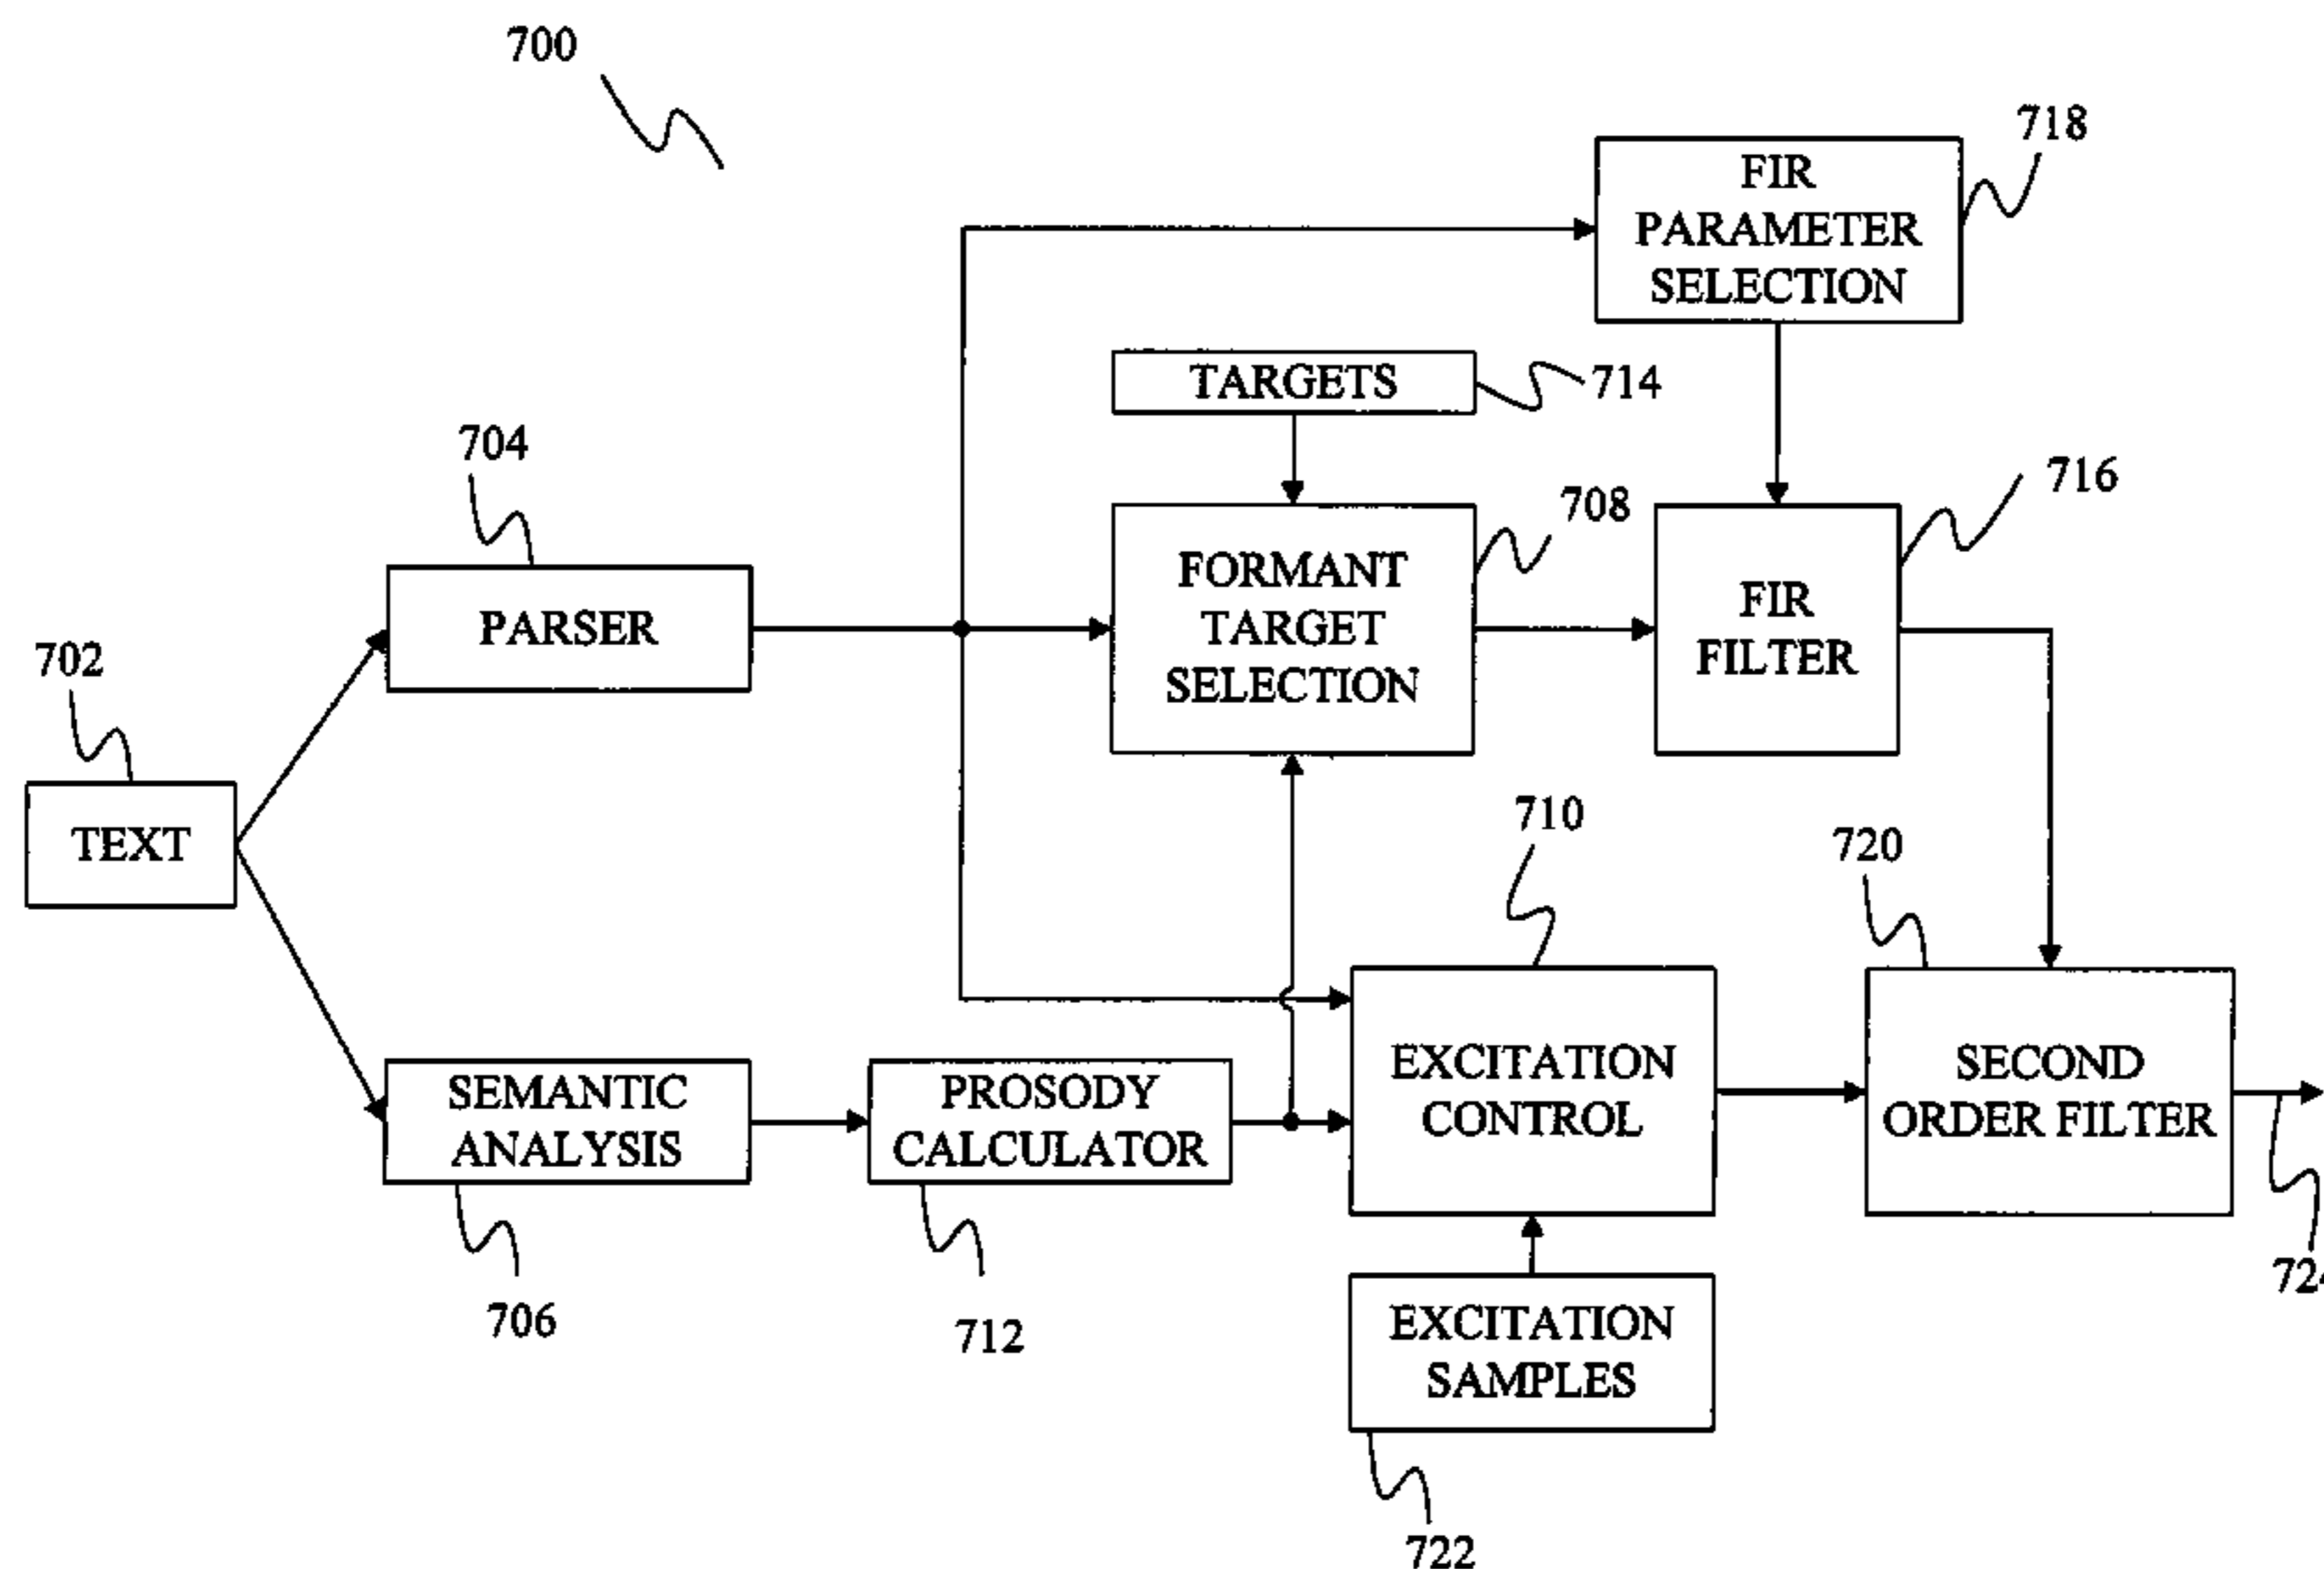 700
718
FIR
PARAMETER
SELECTION
TARGETS
714
704
716
708
FORMANT
TARGET
SELECTION
FIR
FILTER
PARSER
702
710
720
TEXT
EXCITATION
CONTROL
SECOND
ORDER FILTER
SEMANTIC
ANALYSIS
PROSODY
CALCULATOR
724
706
712
EXCITATION
SAMPLES
722